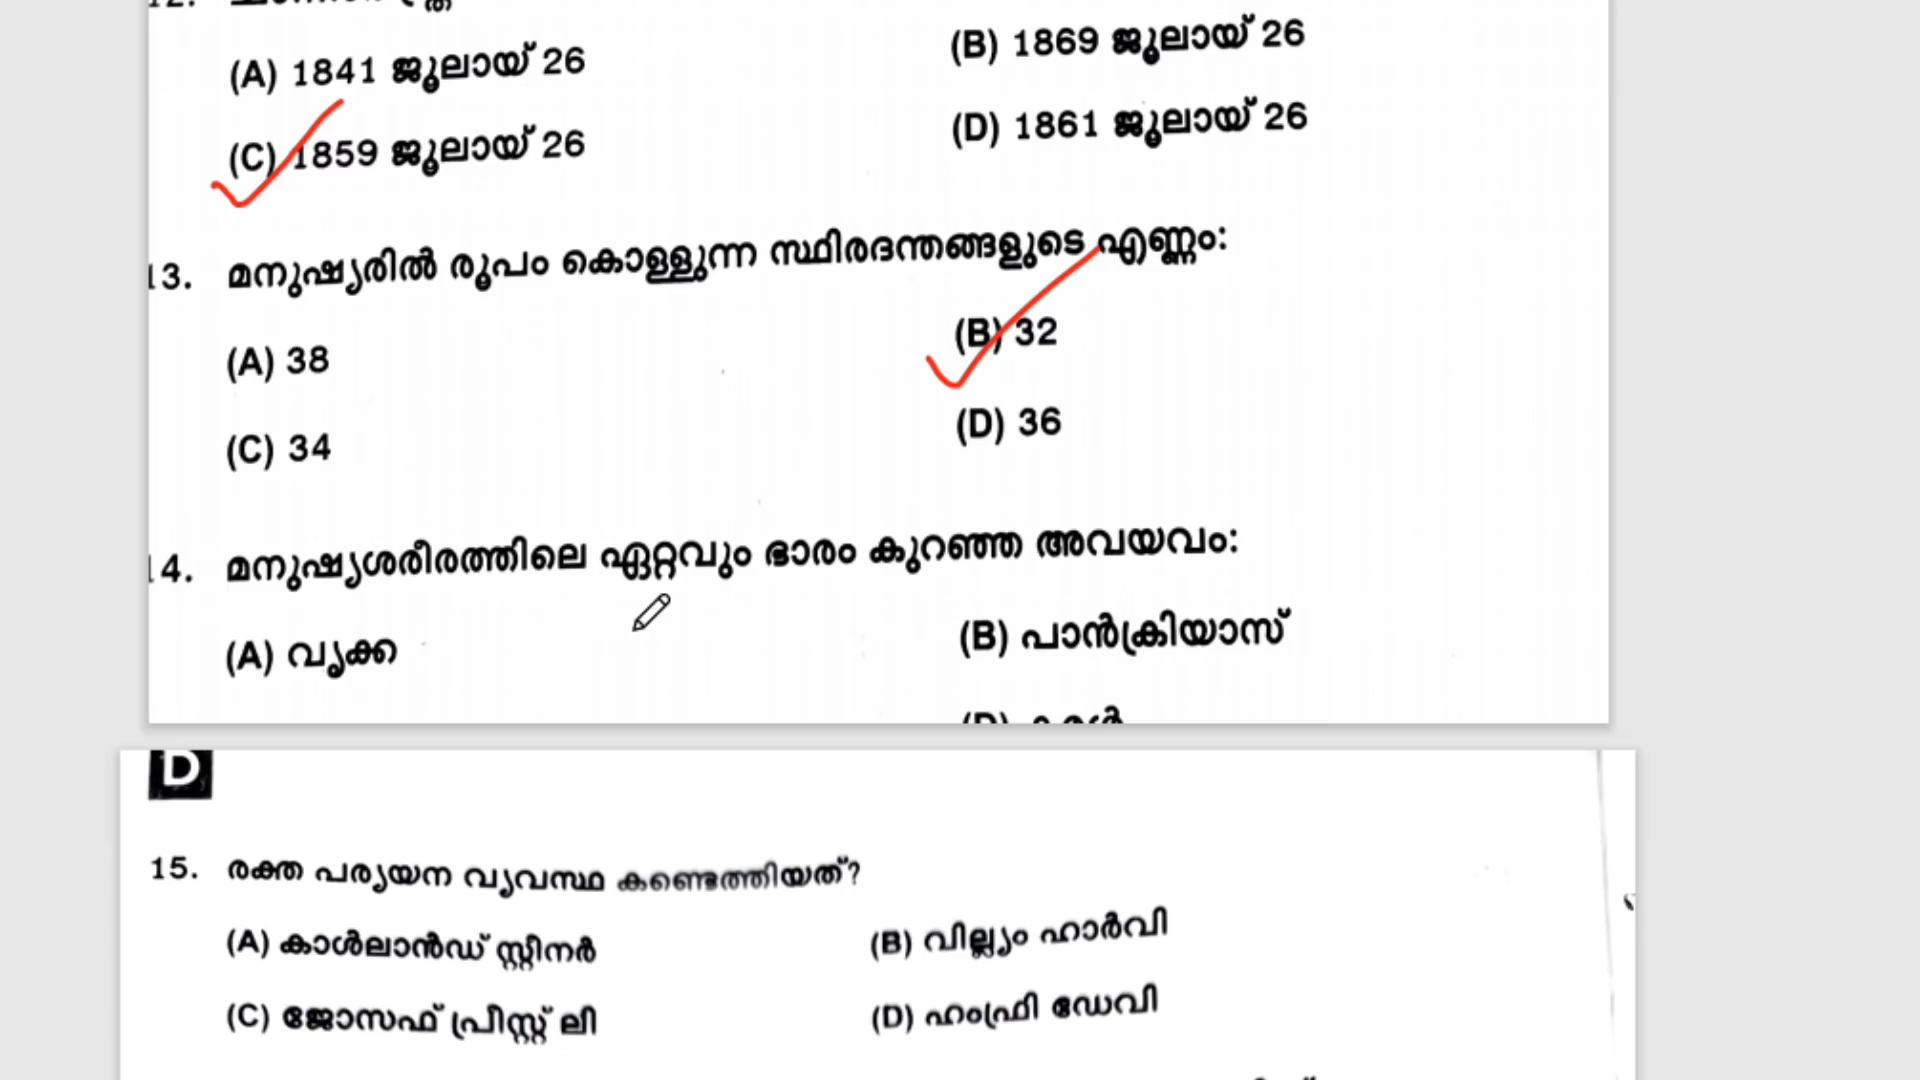 12.
(A) 1841 ജൂലായ് 26 (B) 1869 ജൂലായ് 26
(C) 1859 ജൂലായ് 26 (D) 1861 ജൂലായ് 26
13. മനുഷ്യരിൽ രൂപം കൊള്ളുന്ന സ്ഥിരദന്തങ്ങളുടെ എണ്ണം:
(A) 38 (B) 32
(C) 34 (D) 36
14. മനുഷ്യശരീരത്തിലെ ഏറ്റവും ഭാരം കുറഞ്ഞ അവയവം:
(A) വൃക്ക (B) പാൻക്രിയാസ്
D
15. രക്ത പര്യയന വ്യവസ്ഥ കണ്ടെത്തിയത്?
(A) കാൾലാൻഡ് സ്റ്റീനർ (B) വില്ല്യം ഹാർവി
(C) ജോസഫ് പ്രീസ്റ്റ് ലി (D) ഹംഫ്രി ഡേവി